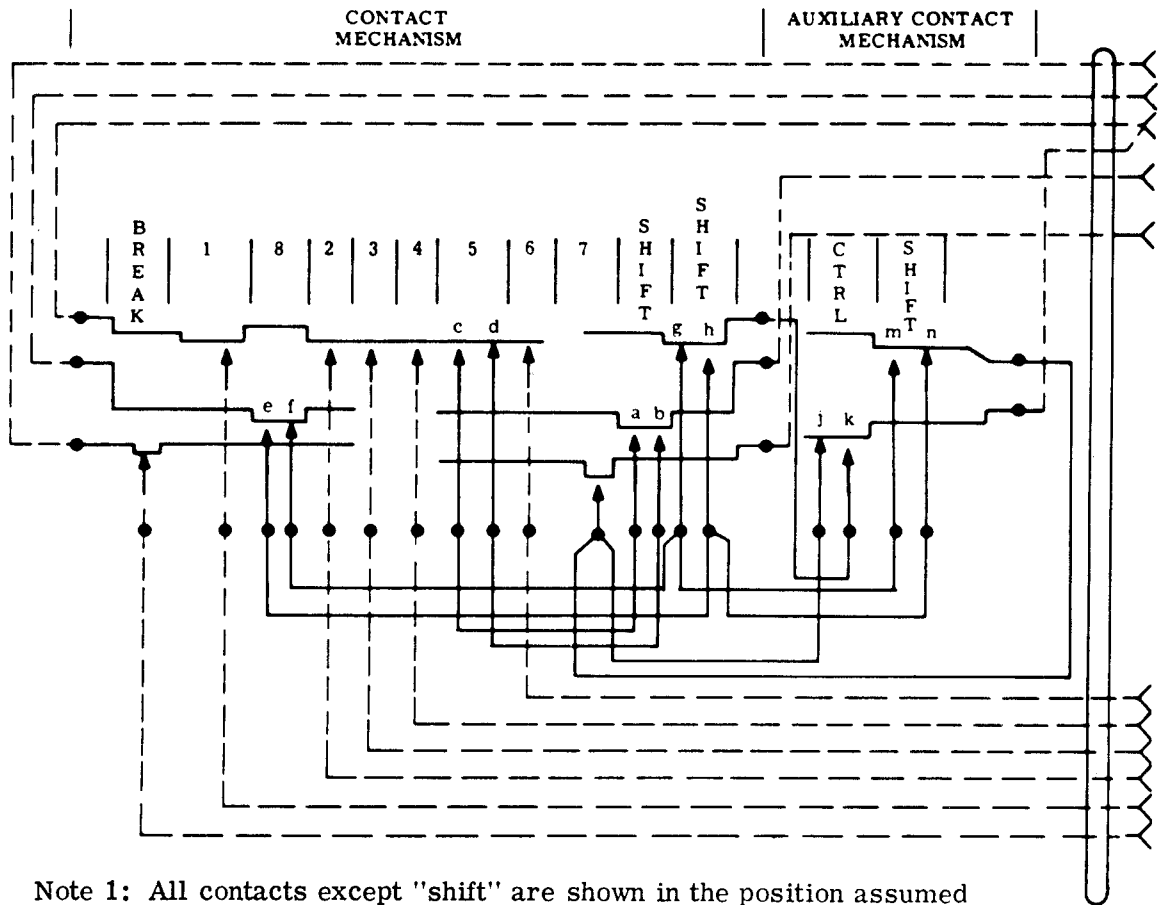 CONTACT
MECHANISM
AUXILIARY CONTACT
MECHANISM
BREAK
1
8
2
3
4
5
6
7
SHIFT
SHIFT
CTRL
SHIFT
c d
g h
m n
e f
a b
j k
Note 1: All contacts except "shift" are shown in the position assumed